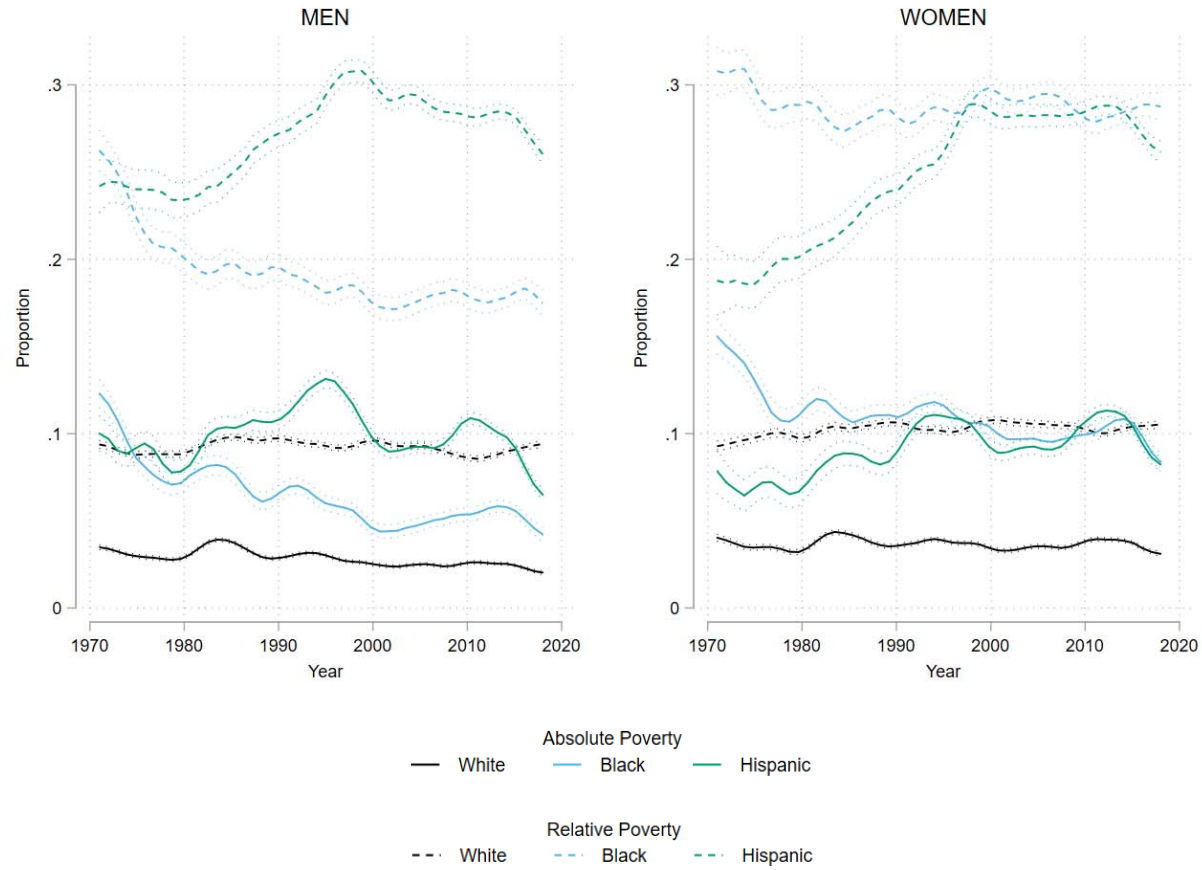 MEN
WOMEN
.3
.2
.1
0
Proportion
1970 1980 1990 2000 2010 2020
Year
.3
.2
.1
0
Proportion
1970 1980 1990 2000 2010 2020
Year
Absolute Poverty
White Black Hispanic
Relative Poverty
White Black Hispanic